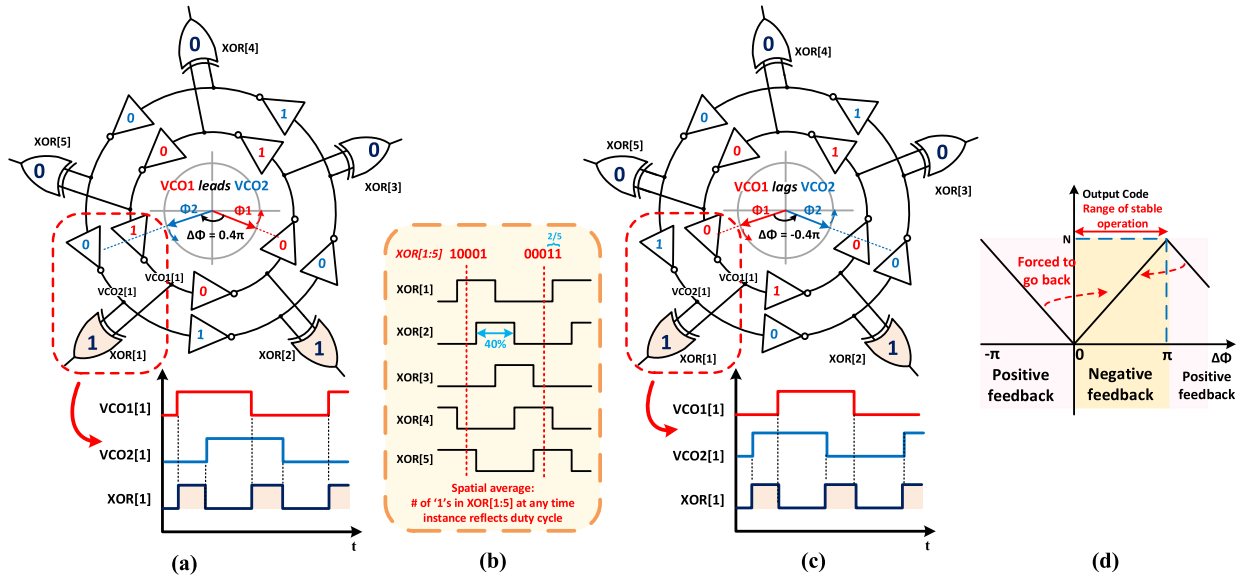 0
XOR[4]
0
1
XOR[5]
0
0
1
0
XOR[3]
VCO1 leads VCO2
Φ2
Φ1
ΔΦ = 0.4π
0
1
0
0
VCO1[1]
VCO2[1]
0
1
1
XOR[1]
1
XOR[2]
VCO1[1]
VCO2[1]
XOR[1]
t
(a)
2/5
XOR[1:5] 10001 00011
XOR[1]
XOR[2]
40%
XOR[3]
XOR[4]
XOR[5]
Spatial average:
# of '1's in XOR[1:5] at any time
instance reflects duty cycle
(b)
0
XOR[4]
0
1
XOR[5]
0
0
1
0
XOR[3]
VCO1 lags VCO2
Φ1
Φ2
ΔΦ = -0.4π
1
0
0
0
VCO1[1]
VCO2[1]
1
0
1
XOR[1]
1
XOR[2]
VCO1[1]
VCO2[1]
XOR[1]
t
(c)
Output Code
Range of stable
operation
N
Forced to
go back
-π
0
π
ΔΦ
Positive
feedback
Negative
feedback
Positive
feedback
(d)